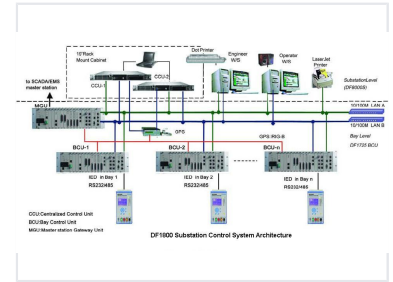 Dot Printer
Engineer
W/S
Operator
W/S
LaserJet
Printer
19"Rack
Mount Cabinet
CCU-2
CCU-1
to SCADA/EMS
master station
SubstationLevel
(DF8000S)
MGU
10/100M LAN A
10/100M LAN B
GPS
GPS: RIG-B
Bay Level
DF1725 BCU
BCU-1
BCU-2
BCU-n
IED in Bay 1
RS232/485
IED in Bay 2
RS232/485
IED in Bay n
RS232/485
CCU:Centralized Control Unit
BCU:Bay Control Unit
MGU:Master station Gateway Unit
DF1800 Substation Control System Architecture